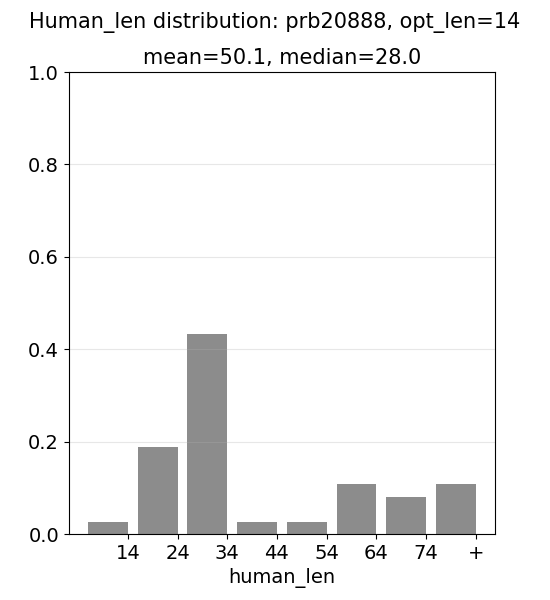 Human_len distribution: prb20888, opt_len=14
mean=50.1, median=28.0
1.0
0.8
0.6
0.4
0.2
0.0
14 24 34 44 54 64 74 +
human_len